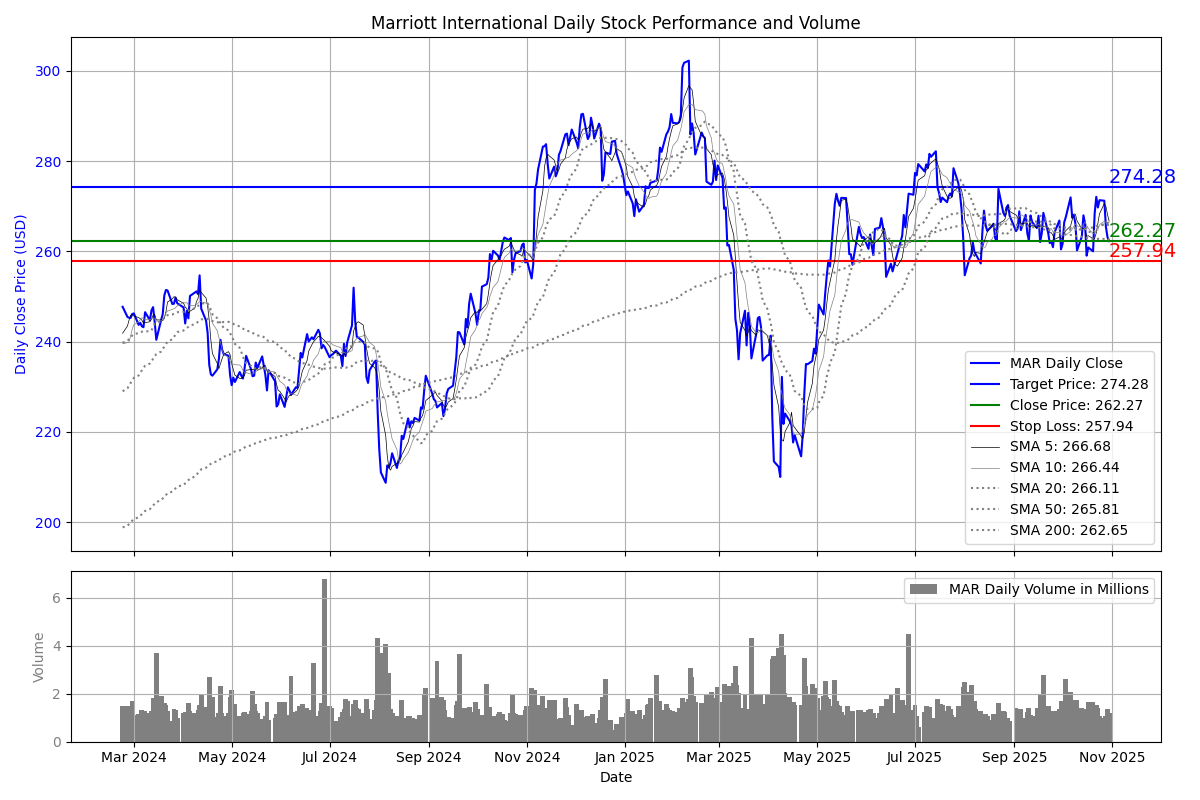 Marriott International Daily Stock Performance and Volume
Daily Close Price (USD)
300
280
260
240
220
200
274.28
262.27
257.94
MAR Daily Close
Target Price: 274.28
Close Price: 262.27
Stop Loss: 257.94
SMA 5: 266.68
SMA 10: 266.44
SMA 20: 266.11
SMA 50: 265.81
SMA 200: 262.65
Volume
6
4
2
0
MAR Daily Volume in Millions
Mar 2024 May 2024 Jul 2024 Sep 2024 Nov 2024 Jan 2025 Mar 2025 May 2025 Jul 2025 Sep 2025 Nov 2025
Date